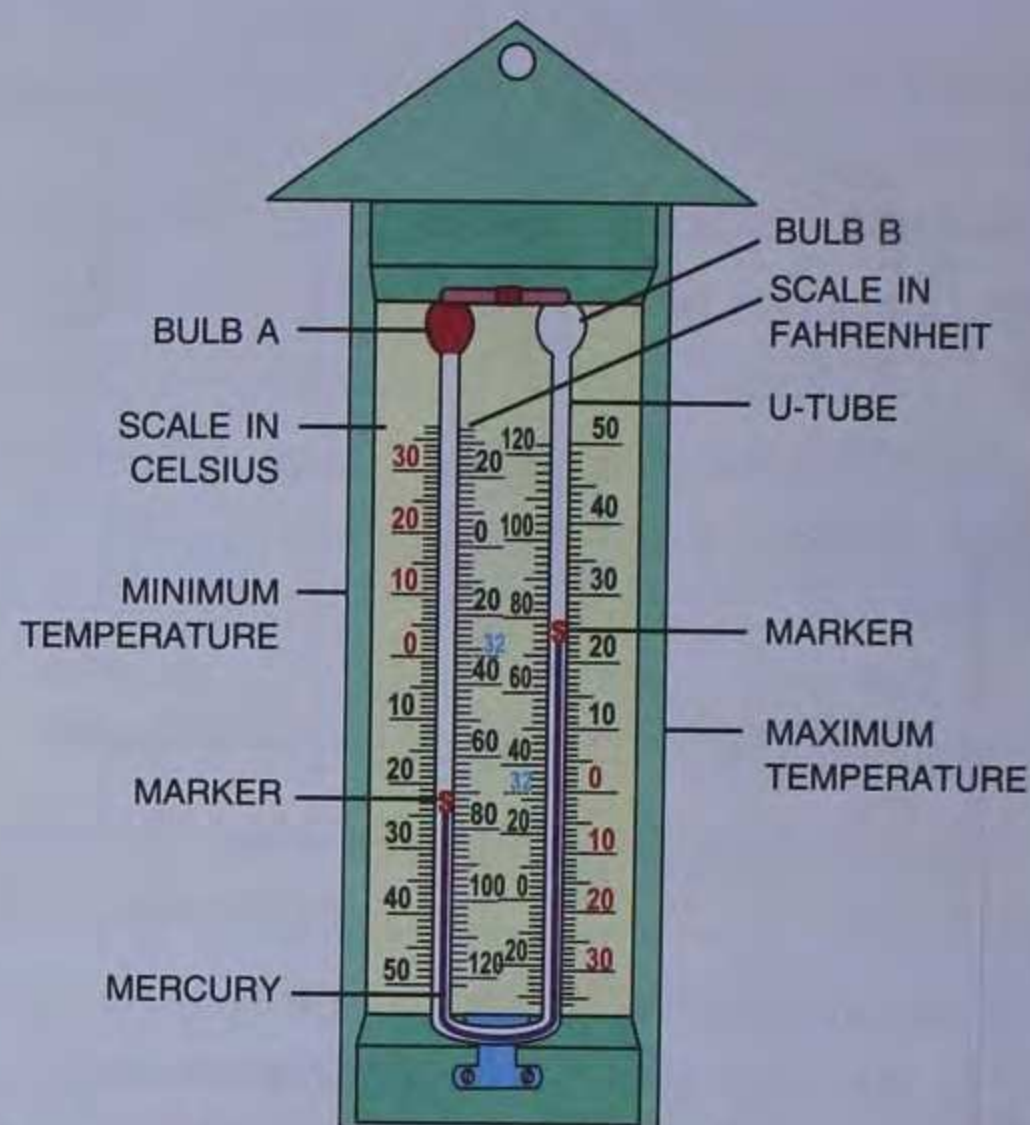 BULB B
SCALE IN
FAHRENHEIT
BULB A
U-TUBE
SCALE IN
CELSIUS
30 20 120 50
20 0 100 40
10 20 80 30
MINIMUM
TEMPERATURE
0 32 40 60 20
S
MARKER
10 60 40 10
MAXIMUM
TEMPERATURE
20 32 0
MARKER
S
30 80 20 10
40 100 0 20
50 120 20 30
MERCURY